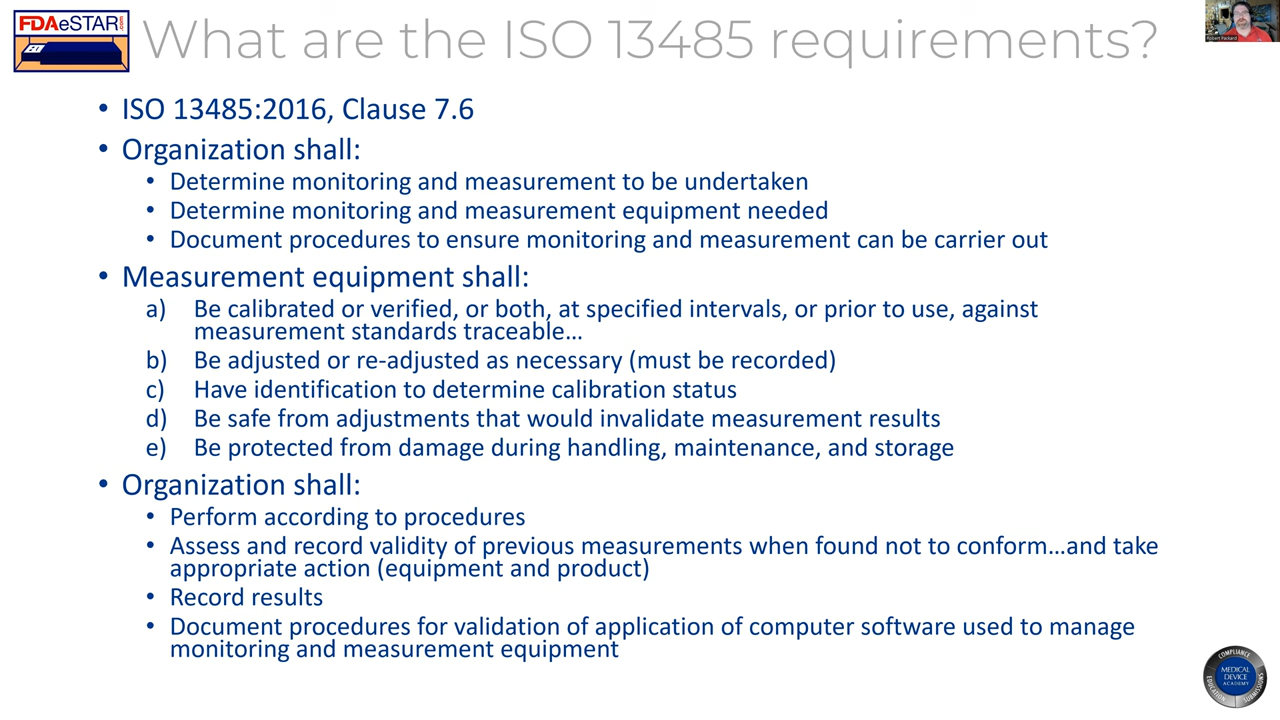 FDAeSTAR.com
What are the ISO 13485 requirements?
Robert Packard
• ISO 13485:2016, Clause 7.6
• Organization shall:
• Determine monitoring and measurement to be undertaken
• Determine monitoring and measurement equipment needed
• Document procedures to ensure monitoring and measurement can be carrier out
• Measurement equipment shall:
a) Be calibrated or verified, or both, at specified intervals, or prior to use, against
measurement standards traceable…
b) Be adjusted or re-adjusted as necessary (must be recorded)
c) Have identification to determine calibration status
d) Be safe from adjustments that would invalidate measurement results
e) Be protected from damage during handling, maintenance, and storage
• Organization shall:
• Perform according to procedures
• Assess and record validity of previous measurements when found not to conform…and take
appropriate action (equipment and product)
• Record results
• Document procedures for validation of application of computer software used to manage
monitoring and measurement equipment
COMPLIANCE
EDUCATION
SUBMISSIONS
MEDICAL
DEVICE
ACADEMY